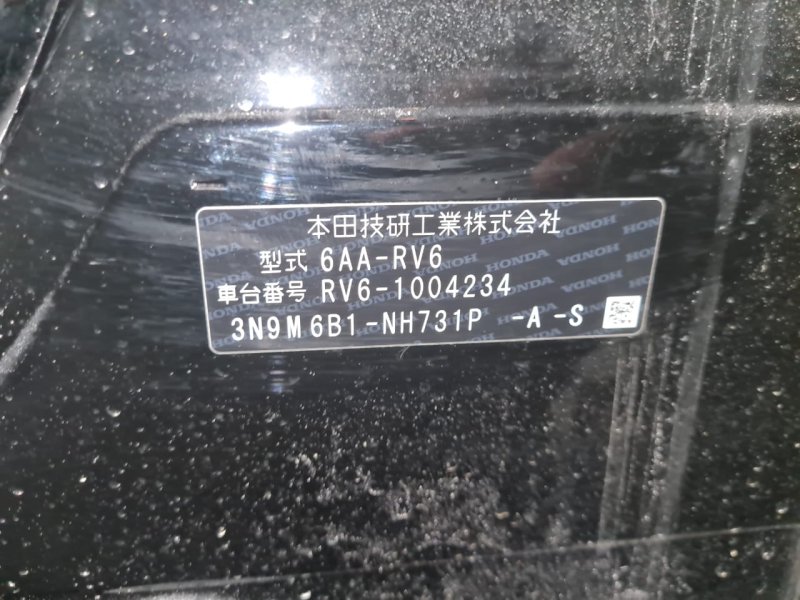 本田技研工業株式会社
型式 6AA-RV6
車台番号 RV6-1004234
3N9M6B1-NH731P -A -S